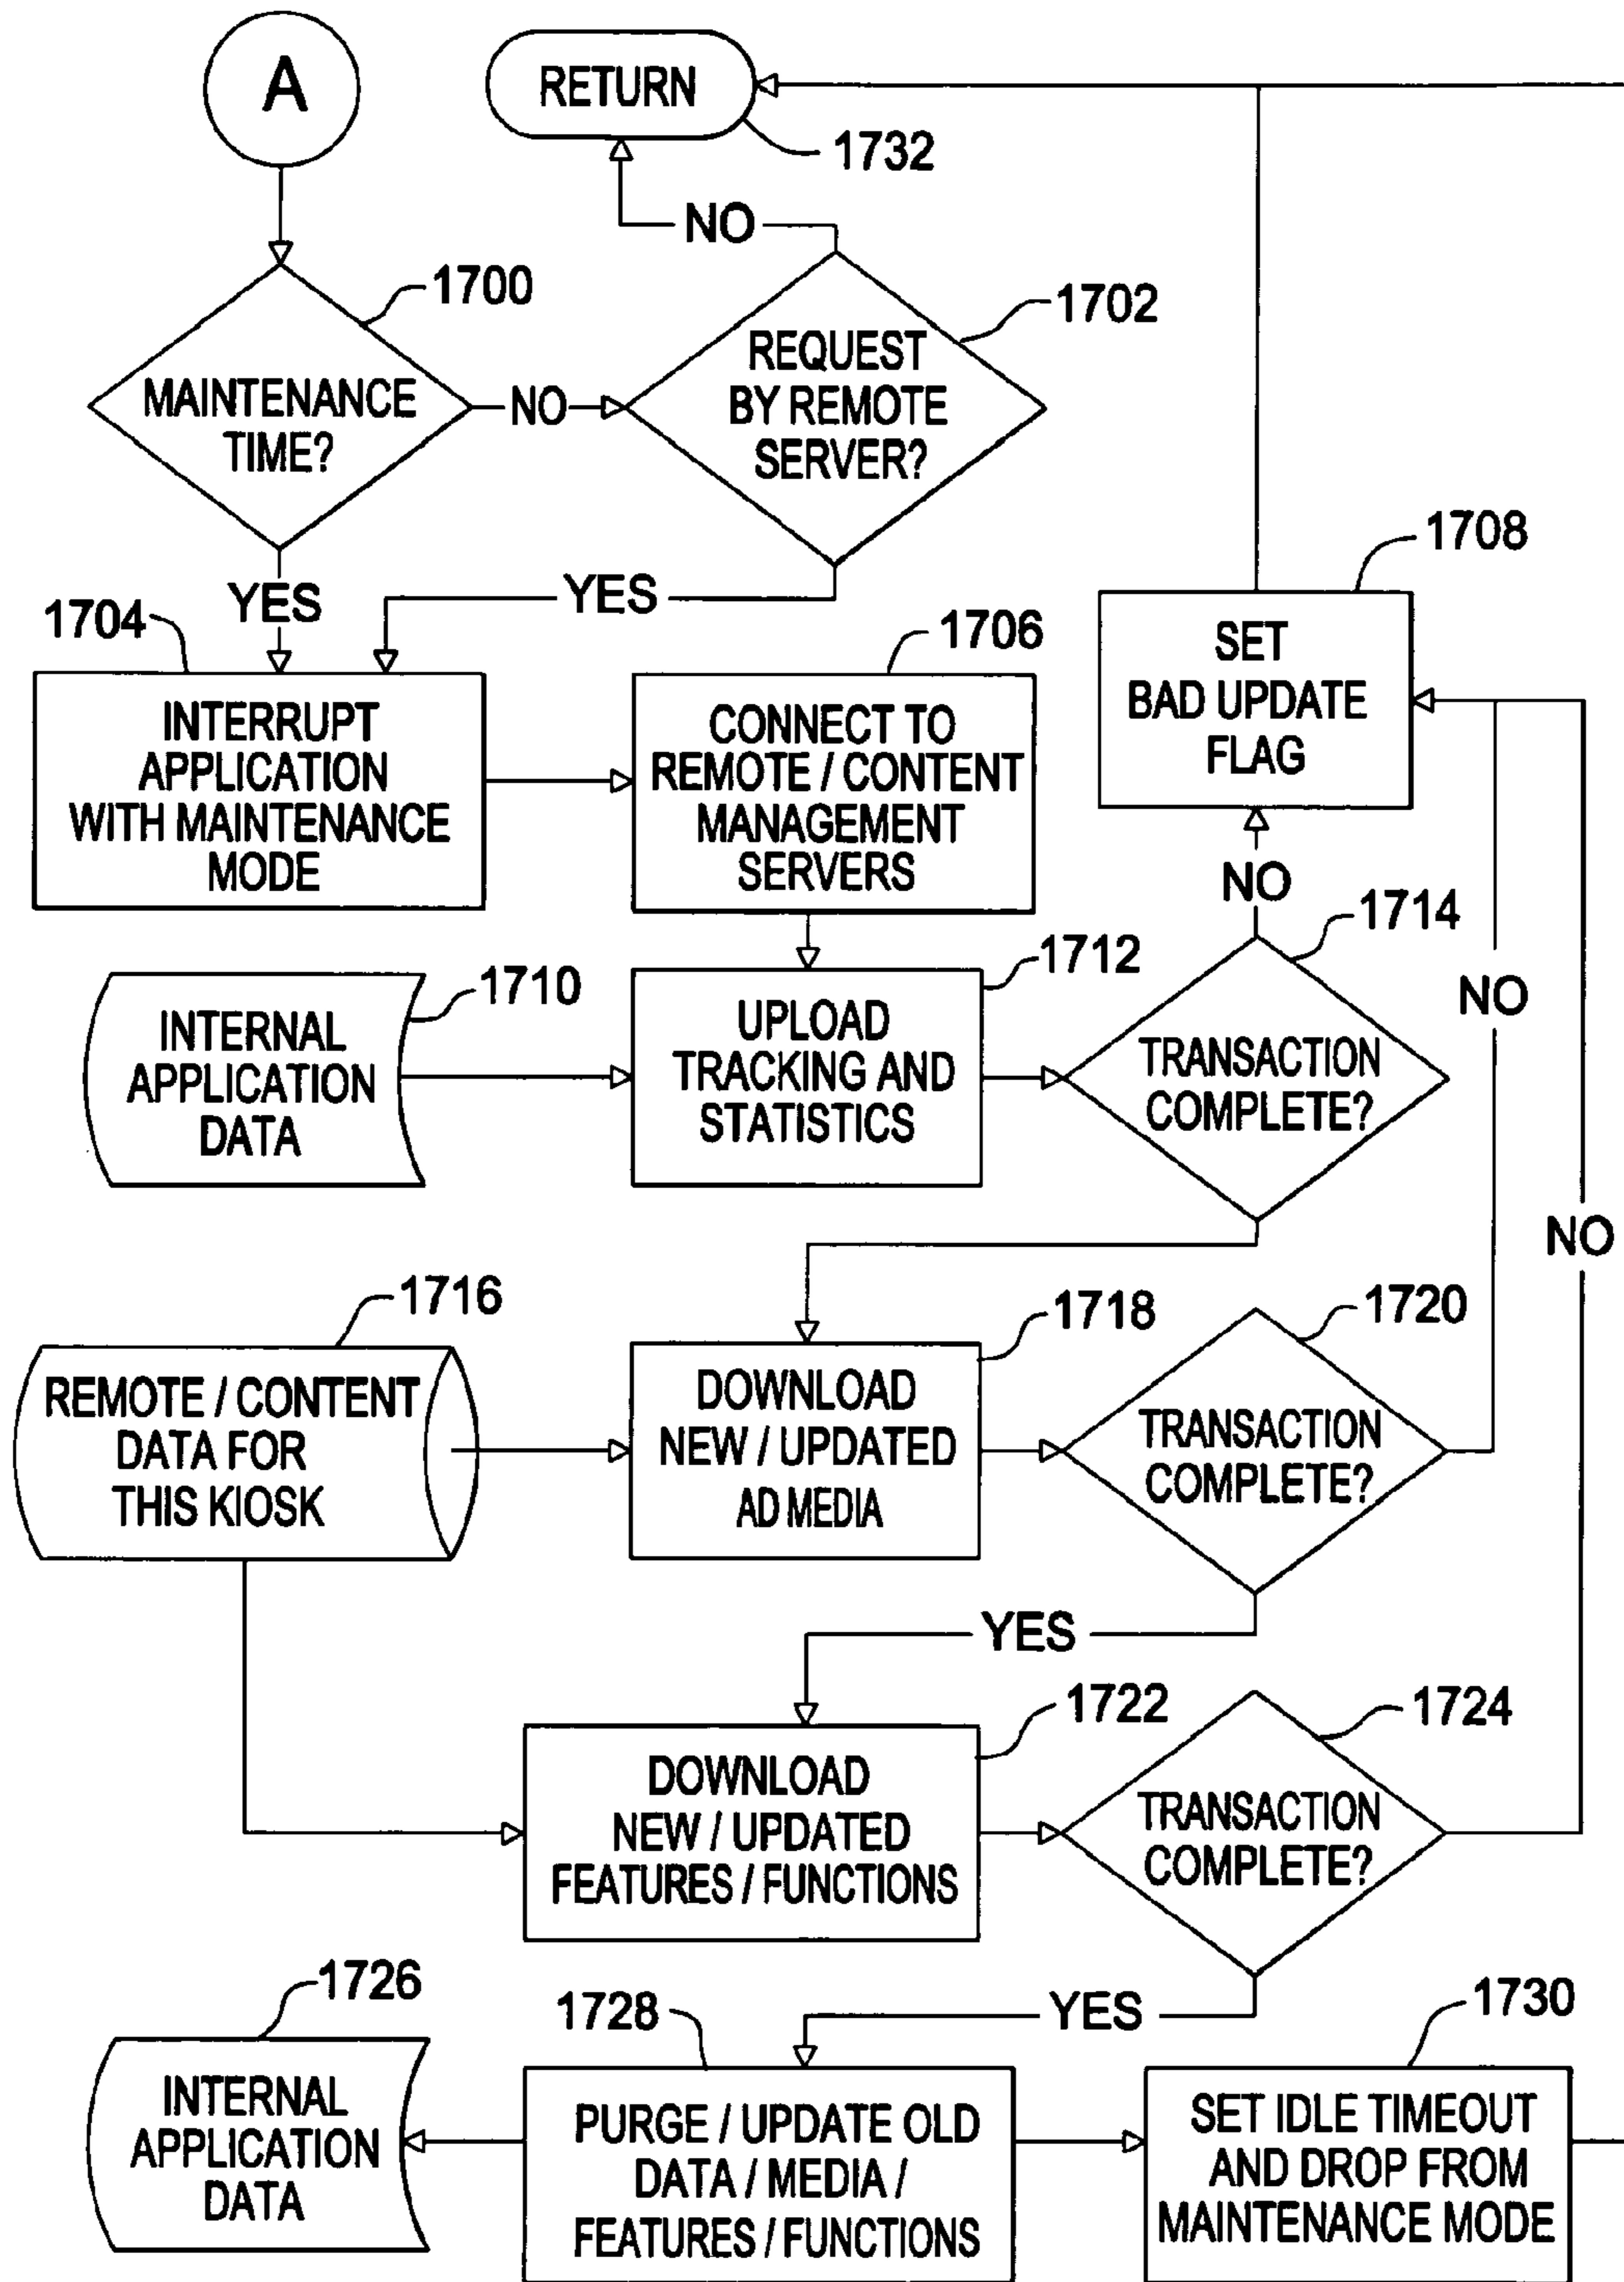 A
RETURN
1732
NO
1700
MAINTENANCE
TIME?
NO
1702
REQUEST
BY REMOTE
SERVER?
YES
YES
1704
INTERRUPT
APPLICATION
WITH MAINTENANCE
MODE
1706
CONNECT TO
REMOTE / CONTENT
MANAGEMENT
SERVERS
1708
SET
BAD UPDATE
FLAG
NO
1710
INTERNAL
APPLICATION
DATA
1712
UPLOAD
TRACKING AND
STATISTICS
1714
TRANSACTION
COMPLETE?
NO
NO
1716
REMOTE / CONTENT
DATA FOR
THIS KIOSK
1718
DOWNLOAD
NEW / UPDATED
AD MEDIA
1720
TRANSACTION
COMPLETE?
YES
1722
DOWNLOAD
NEW / UPDATED
FEATURES / FUNCTIONS
1724
TRANSACTION
COMPLETE?
YES
1726
INTERNAL
APPLICATION
DATA
1728
PURGE / UPDATE OLD
DATA / MEDIA /
FEATURES / FUNCTIONS
1730
SET IDLE TIMEOUT
AND DROP FROM
MAINTENANCE MODE